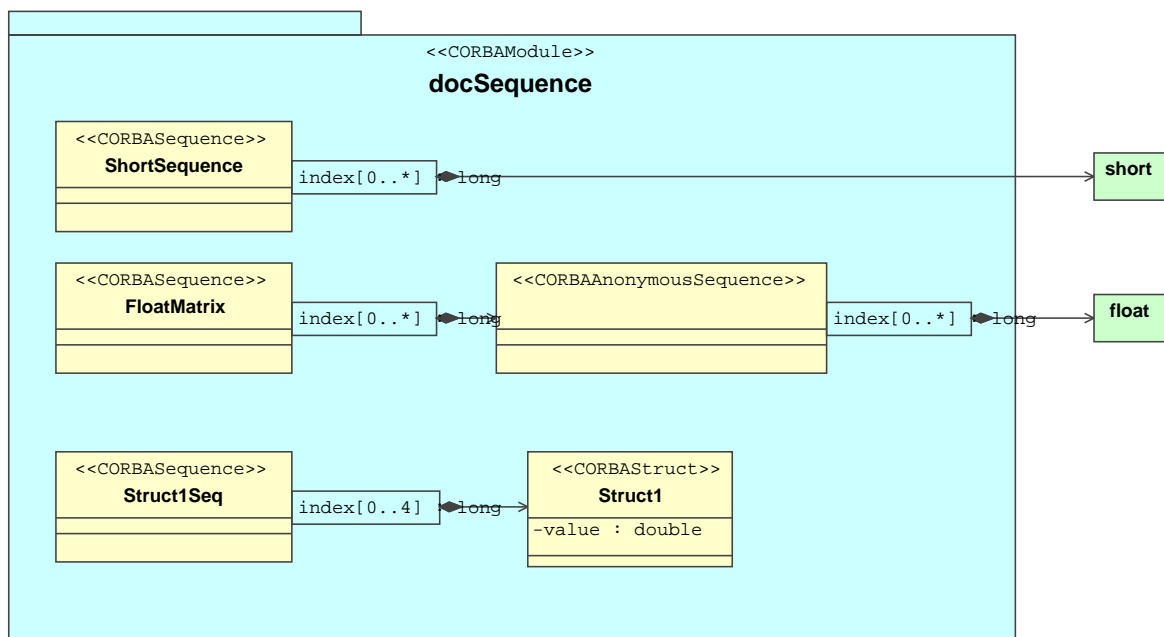 <<CORBAModule>>
docSequence
<<CORBASequence>>
ShortSequence
index[0..*] : long
short
<<CORBASequence>>
FloatMatrix
index[0..*] : long
<<CORBAAnonymousSequence>>
index[0..*] : long
float
<<CORBASequence>>
Struct1Seq
index[0..4] : long
<<CORBAStruct>>
Struct1
-value : double